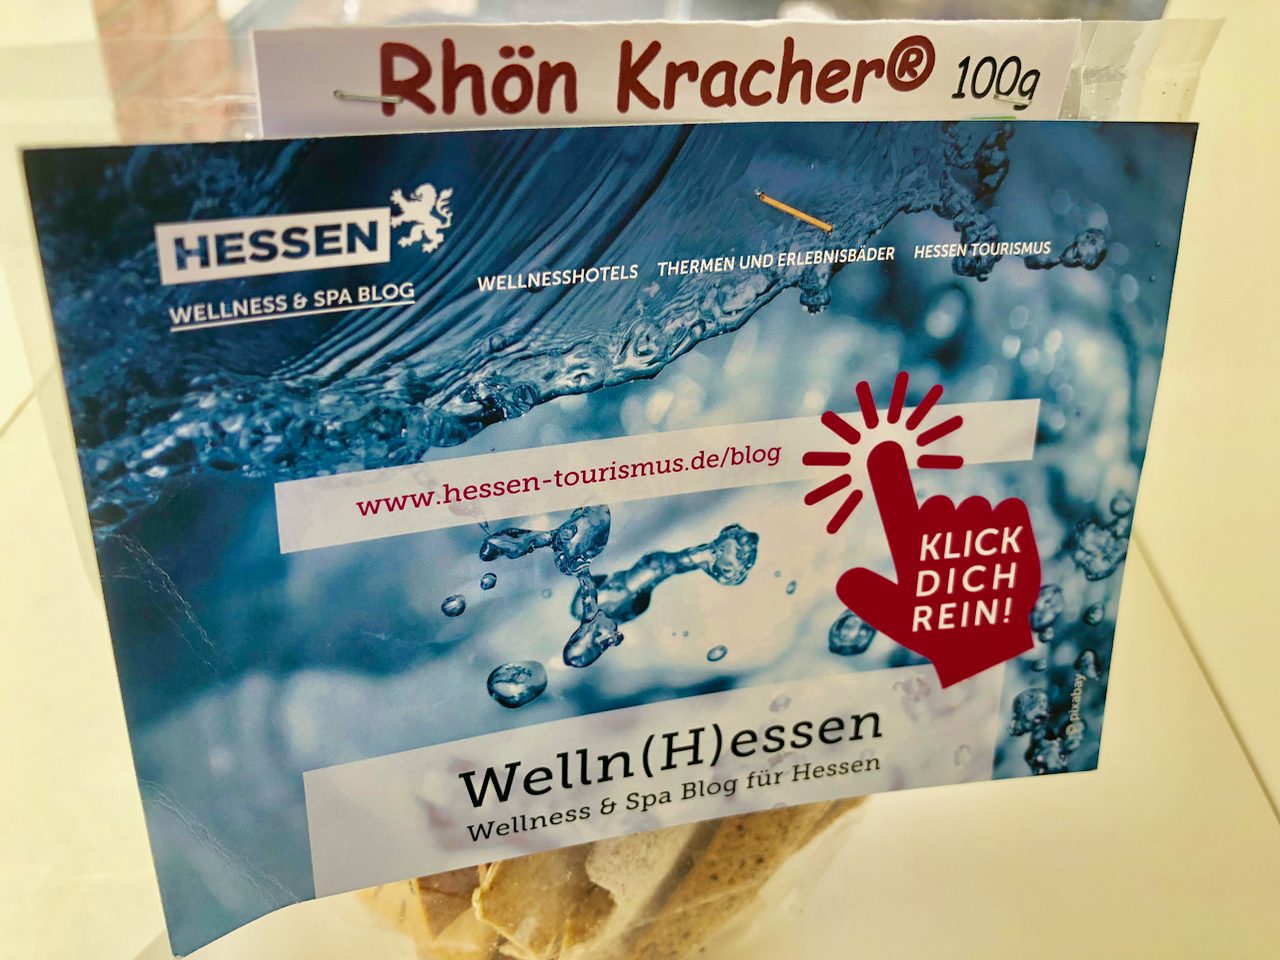 Rhön Kracher® 100g
HESSEN
WELLNESS & SPA BLOG
WELLNESSHOTELS THERMEN UND ERLEBNISBÄDER HESSEN TOURISMUS
www.hessen-tourismus.de/blog
KLICK
DICH
REIN!
© pixabay
Welln(H)essen
Wellness & Spa Blog für Hessen